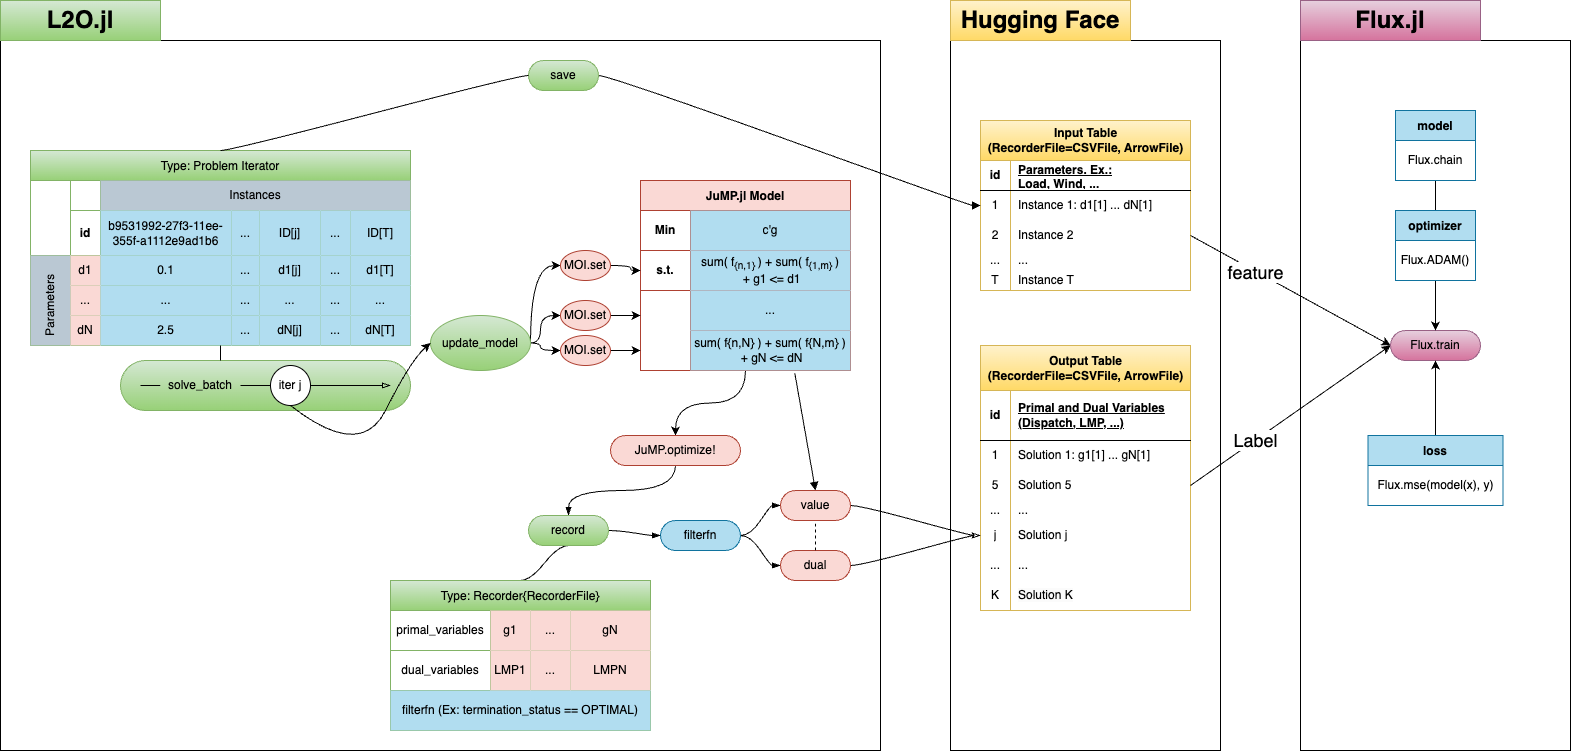 L2O.jl
Hugging Face
Flux.jl
save
Type: Problem Iterator
Instances
id
b9531992-27f3-11ee-
355f-a1112e9ad1b6
...
ID[j]
...
ID[T]
Parameters
d1
0.1
...
d1[j]
...
d1[T]
...
...
...
...
...
...
dN
2.5
...
dN[j]
...
dN[T]
solve_batch
iter j
update_model
MOI.set
MOI.set
MOI.set
JuMP.jl Model
Min
c'g
s.t.
sum( f{n,1} ) + sum( f{1,m} )
+ g1 <= d1
...
sum( f{n,N} ) + sum( f{N,m} )
+ gN <= dN
JuMP.optimize!
record
filterfn
value
dual
Type: Recorder{RecorderFile}
primal_variables
g1
...
gN
dual_variables
LMP1
...
LMPN
filterfn (Ex: termination_status == OPTIMAL)
Input Table
(RecorderFile=CSVFile, ArrowFile)
id
Parameters. Ex.:
Load, Wind, ...
1
Instance 1: d1[1] ... dN[1]
2
Instance 2
...
...
T
Instance T
Output Table
(RecorderFile=CSVFile, ArrowFile)
id
Primal and Dual Variables
(Dispatch, LMP, ...)
1
Solution 1: g1[1] ... gN[1]
5
Solution 5
...
...
j
Solution j
...
...
K
Solution K
feature
Label
model
Flux.chain
optimizer
Flux.ADAM()
Flux.train
loss
Flux.mse(model(x), y)